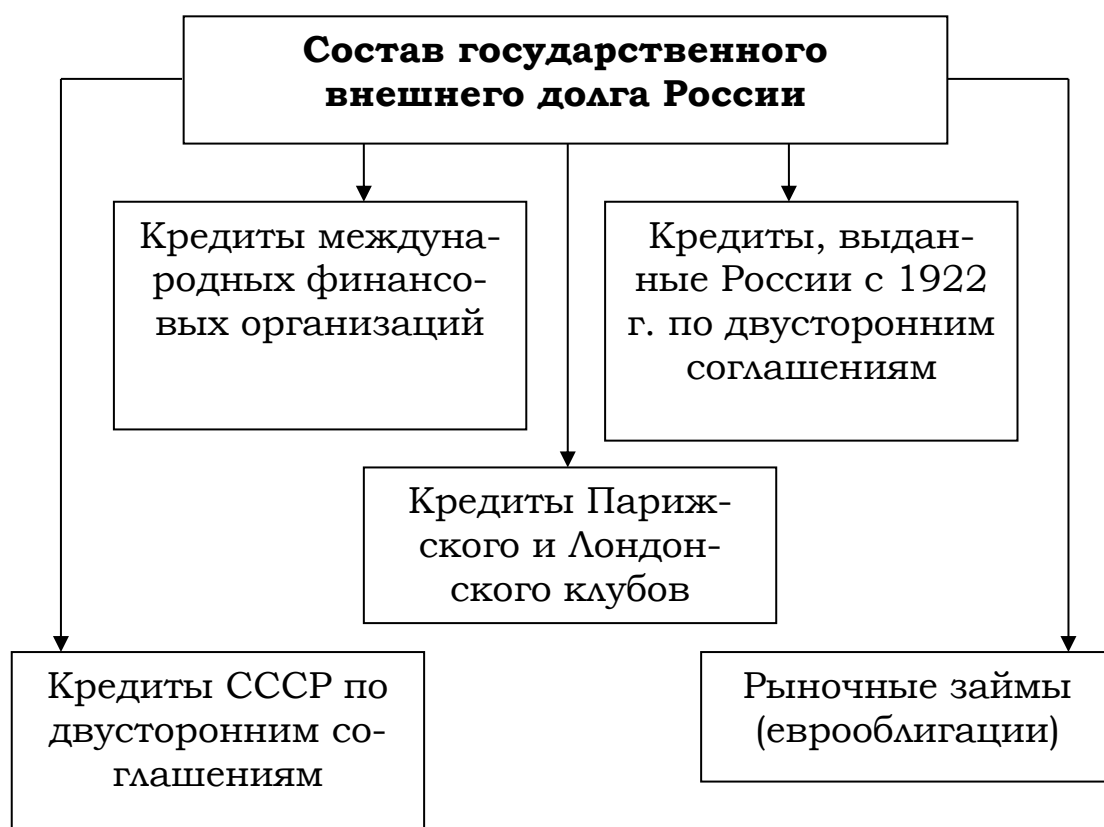 Состав государственного
внешнего долга России
Кредиты междуна-
родных финансо-
вых организаций
Кредиты, выдан-
ные России с 1922
г. по двусторонним
соглашениям
Кредиты Париж-
ского и Лондон-
ского клубов
Кредиты СССР по
двусторонним со-
глашениям
Рыночные займы
(еврооблигации)